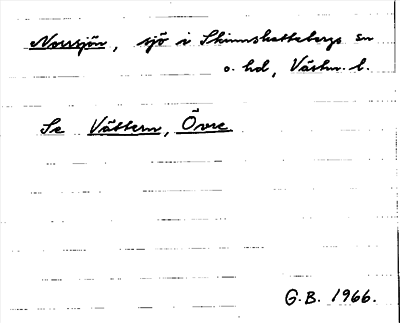 Norrsjön, sjö i Skinnskattebergs sn
o. hd, Västm. l.
Se Vättern, Övre
G.B. 1966.